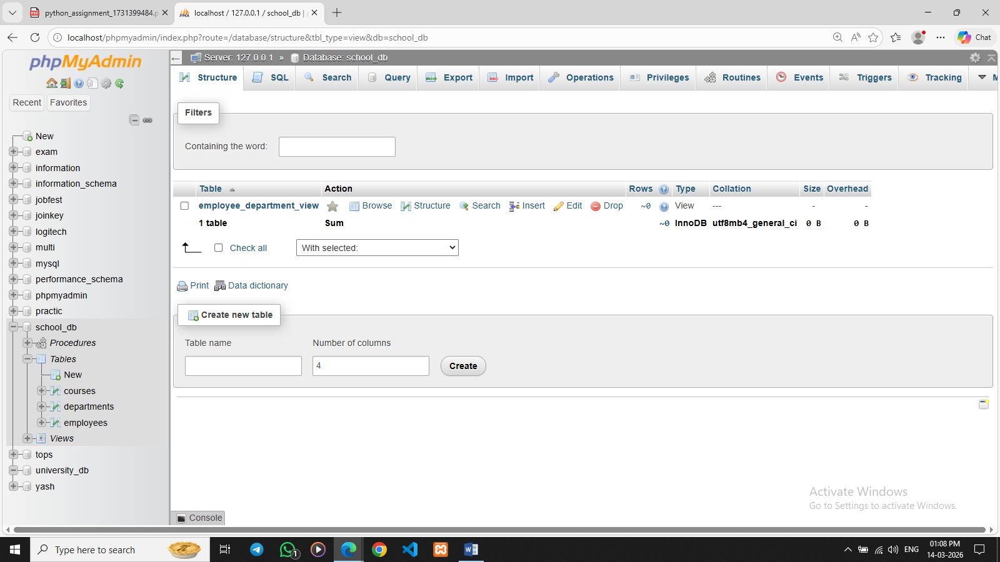 python_assignment_1731399484.p
localhost / 127.0.0.1 / school_db |
localhost/phpmyadmin/index.php?route=/database/structure&tbl_type=view&db=school_db
Chat
phpMyAdmin
Recent
Favorites
New
exam
information
information_schema
jobfest
joinkey
logitech
multi
mysql
performance_schema
phpmyadmin
practic
school_db
Procedures
Tables
New
courses
departments
employees
Views
tops
university_db
yash
Server: 127.0.0.1 » Database: school_db
Structure SQL Search Query Export Import Operations Privileges Routines Events Triggers Tracking M
Filters
Containing the word:
Table Action Rows Type Collation Size Overhead
employee_department_view Browse Structure Search Insert Edit Drop ~0 View --- - -
1 table Sum ~0 InnoDB utf8mb4_general_ci 0 B 0 B
Check all With selected:
Print Data dictionary
Create new table
Table name Number of columns
4 Create
Activate Windows
Go to Settings to activate Windows.
Console
Type here to search
1
ENG
01:08 PM
14-03-2026